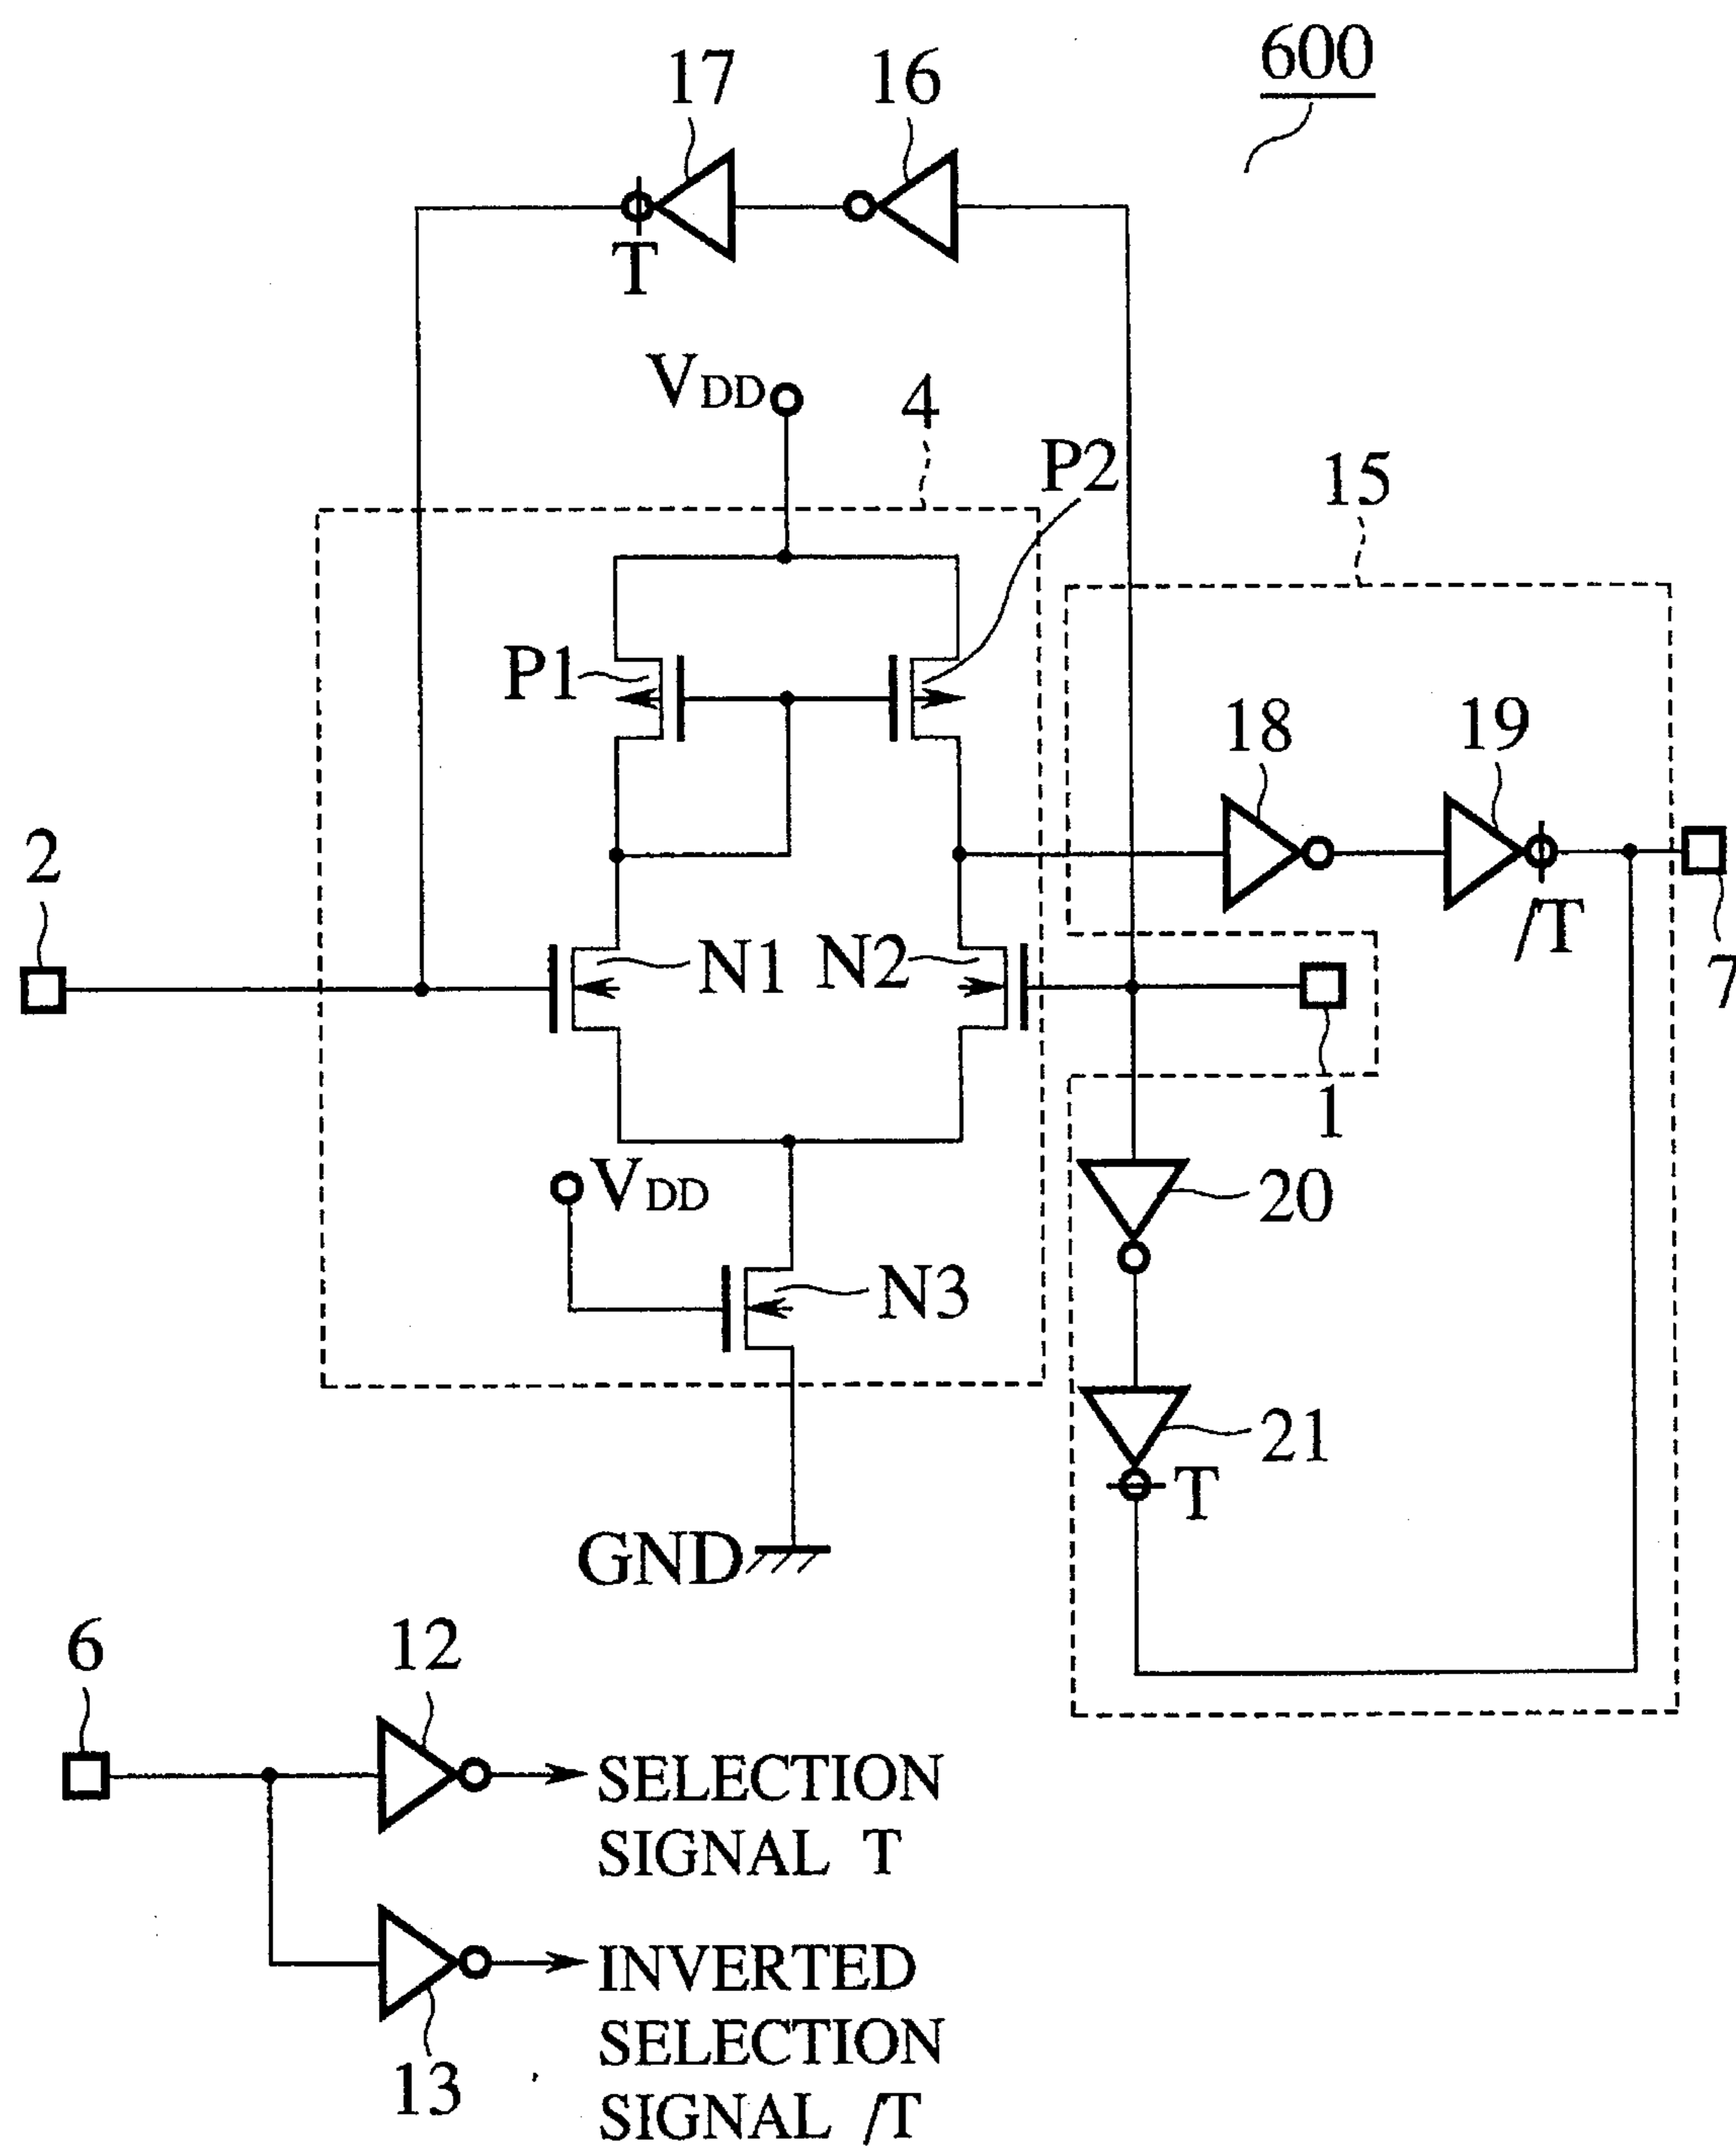 600
17
16
T
VDD
4
P2
15
P1
18
19
2
N1
N2
/T
7
1
VDD
20
N3
21
T
GND
6
12
SELECTION
SIGNAL T
INVERTED
SELECTION
SIGNAL /T
13